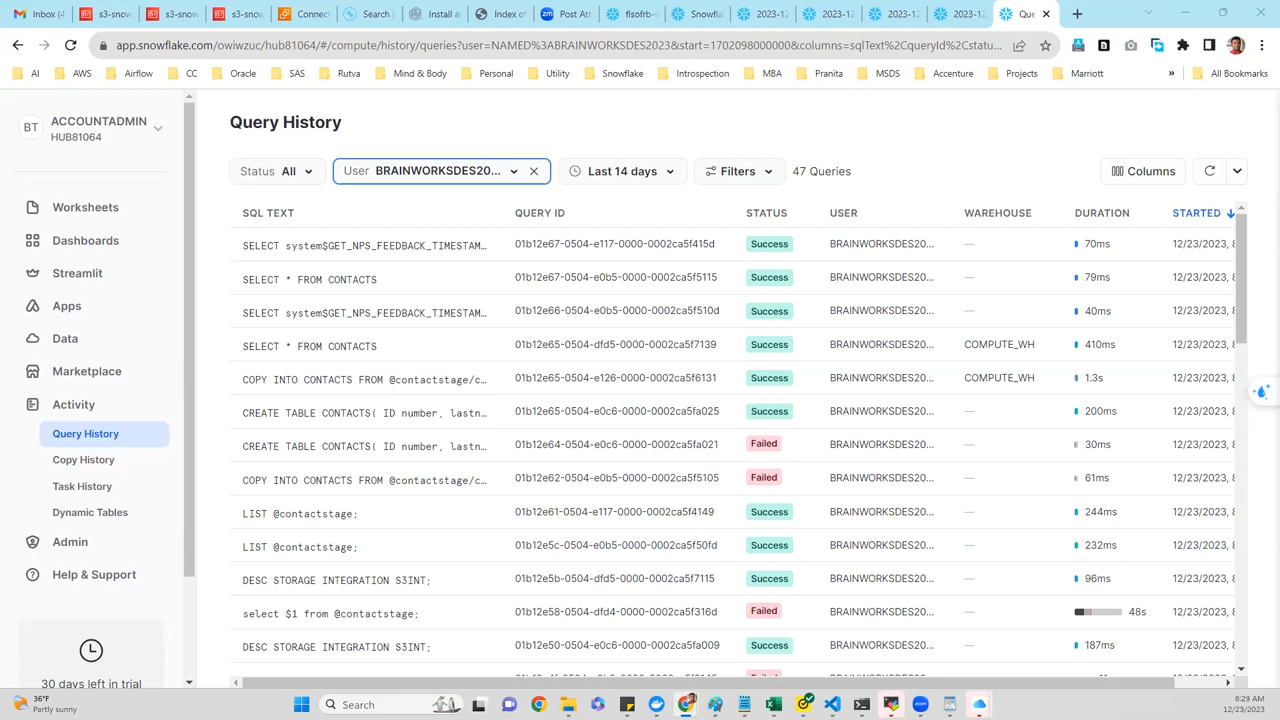 Inbox (4
s3-snow
s3-snow
s3-snow
Connect
Search |
Install a
Index of
Post Att
flsofrb-v
Snowfla
2023-12
2023-12
2023-12
2023-12
Que
app.snowflake.com/owiwzuc/hub81064/#/compute/history/queries?user=NAMED%3ABRAINWORKSDES2023&start=1702098000000&columns=sqlText%2CqueryId%2Cstatu...
AI
AWS
Airflow
CC
Oracle
SAS
Rutva
Mind & Body
Personal
Utility
Snowflake
Introspection
MBA
Pranita
MSDS
Accenture
Projects
Marriott
»
All Bookmarks
BT
ACCOUNTADMIN
HUB81064
Worksheets
Dashboards
Streamlit
Apps
Data
Marketplace
Activity
Query History
Copy History
Task History
Dynamic Tables
Admin
Help & Support
30 days left in trial
Query History
Status All
User BRAINWORKSDES20...
Last 14 days
Filters
47 Queries
Columns
SQL TEXT QUERY ID STATUS USER WAREHOUSE DURATION STARTED
SELECT system$GET_NPS_FEEDBACK_TIMESTAM… 01b12e67-0504-e117-0000-0002ca5f415d Success BRAINWORKSDES20... — 70ms 12/23/2023, 8
SELECT * FROM CONTACTS 01b12e67-0504-e0b5-0000-0002ca5f5115 Success BRAINWORKSDES20... — 79ms 12/23/2023, 8
SELECT system$GET_NPS_FEEDBACK_TIMESTAM… 01b12e66-0504-e0b5-0000-0002ca5f510d Success BRAINWORKSDES20... — 40ms 12/23/2023, 8
SELECT * FROM CONTACTS 01b12e65-0504-dfd5-0000-0002ca5f7139 Success BRAINWORKSDES20... COMPUTE_WH 410ms 12/23/2023, 8
COPY INTO CONTACTS FROM @contactstage/c… 01b12e65-0504-e126-0000-0002ca5f6131 Success BRAINWORKSDES20... COMPUTE_WH 1.3s 12/23/2023, 8
CREATE TABLE CONTACTS( ID number, lastn… 01b12e65-0504-e0c6-0000-0002ca5fa025 Success BRAINWORKSDES20... — 200ms 12/23/2023, 8
CREATE TABLE CONTACTS( ID number, lastn… 01b12e64-0504-e0c6-0000-0002ca5fa021 Failed BRAINWORKSDES20... — 30ms 12/23/2023, 8
COPY INTO CONTACTS FROM @contactstage/c… 01b12e62-0504-e0b5-0000-0002ca5f5105 Failed BRAINWORKSDES20... — 61ms 12/23/2023, 8
LIST @contactstage; 01b12e61-0504-e117-0000-0002ca5f4149 Success BRAINWORKSDES20... — 244ms 12/23/2023, 8
LIST @contactstage; 01b12e5c-0504-e0b5-0000-0002ca5f50fd Success BRAINWORKSDES20... — 232ms 12/23/2023, 8
DESC STORAGE INTEGRATION S3INT; 01b12e5b-0504-dfd5-0000-0002ca5f7115 Success BRAINWORKSDES20... — 96ms 12/23/2023, 8
select $1 from @contactstage; 01b12e58-0504-dfd4-0000-0002ca5f316d Failed BRAINWORKSDES20... — 48s 12/23/2023, 8
DESC STORAGE INTEGRATION S3INT; 01b12e50-0504-e0c6-0000-0002ca5fa009 Success BRAINWORKSDES20... — 187ms 12/23/2023, 8
36°F
Partly sunny
Search
8:29 AM
12/23/2023